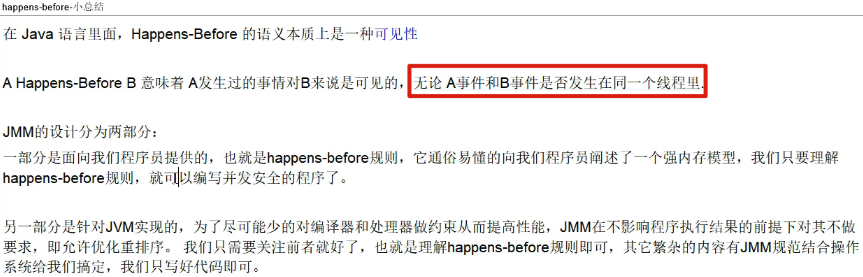 happens-before-小总结
在 Java 语言里面，Happens-Before 的语义本质上是一种可见性
A Happens-Before B 意味着 A发生过的事情对B来说是可见的，无论 A事件和B事件是否发生在同一个线程里.
JMM的设计分为两部分：
一部分是面向我们程序员提供的，也就是happens-before规则，它通俗易懂的向我们程序员阐述了一个强内存模型，我们只要理解
happens-before规则，就可以编写并发安全的程序了。
另一部分是针对JVM实现的，为了尽可能少的对编译器和处理器做约束从而提高性能，JMM在不影响程序执行结果的前提下对其不做
要求，即允许优化重排序。 我们只需要关注前者就好了，也就是理解happens-before规则即可，其它繁杂的内容有JMM规范结合操作
系统给我们搞定，我们只写好代码即可。